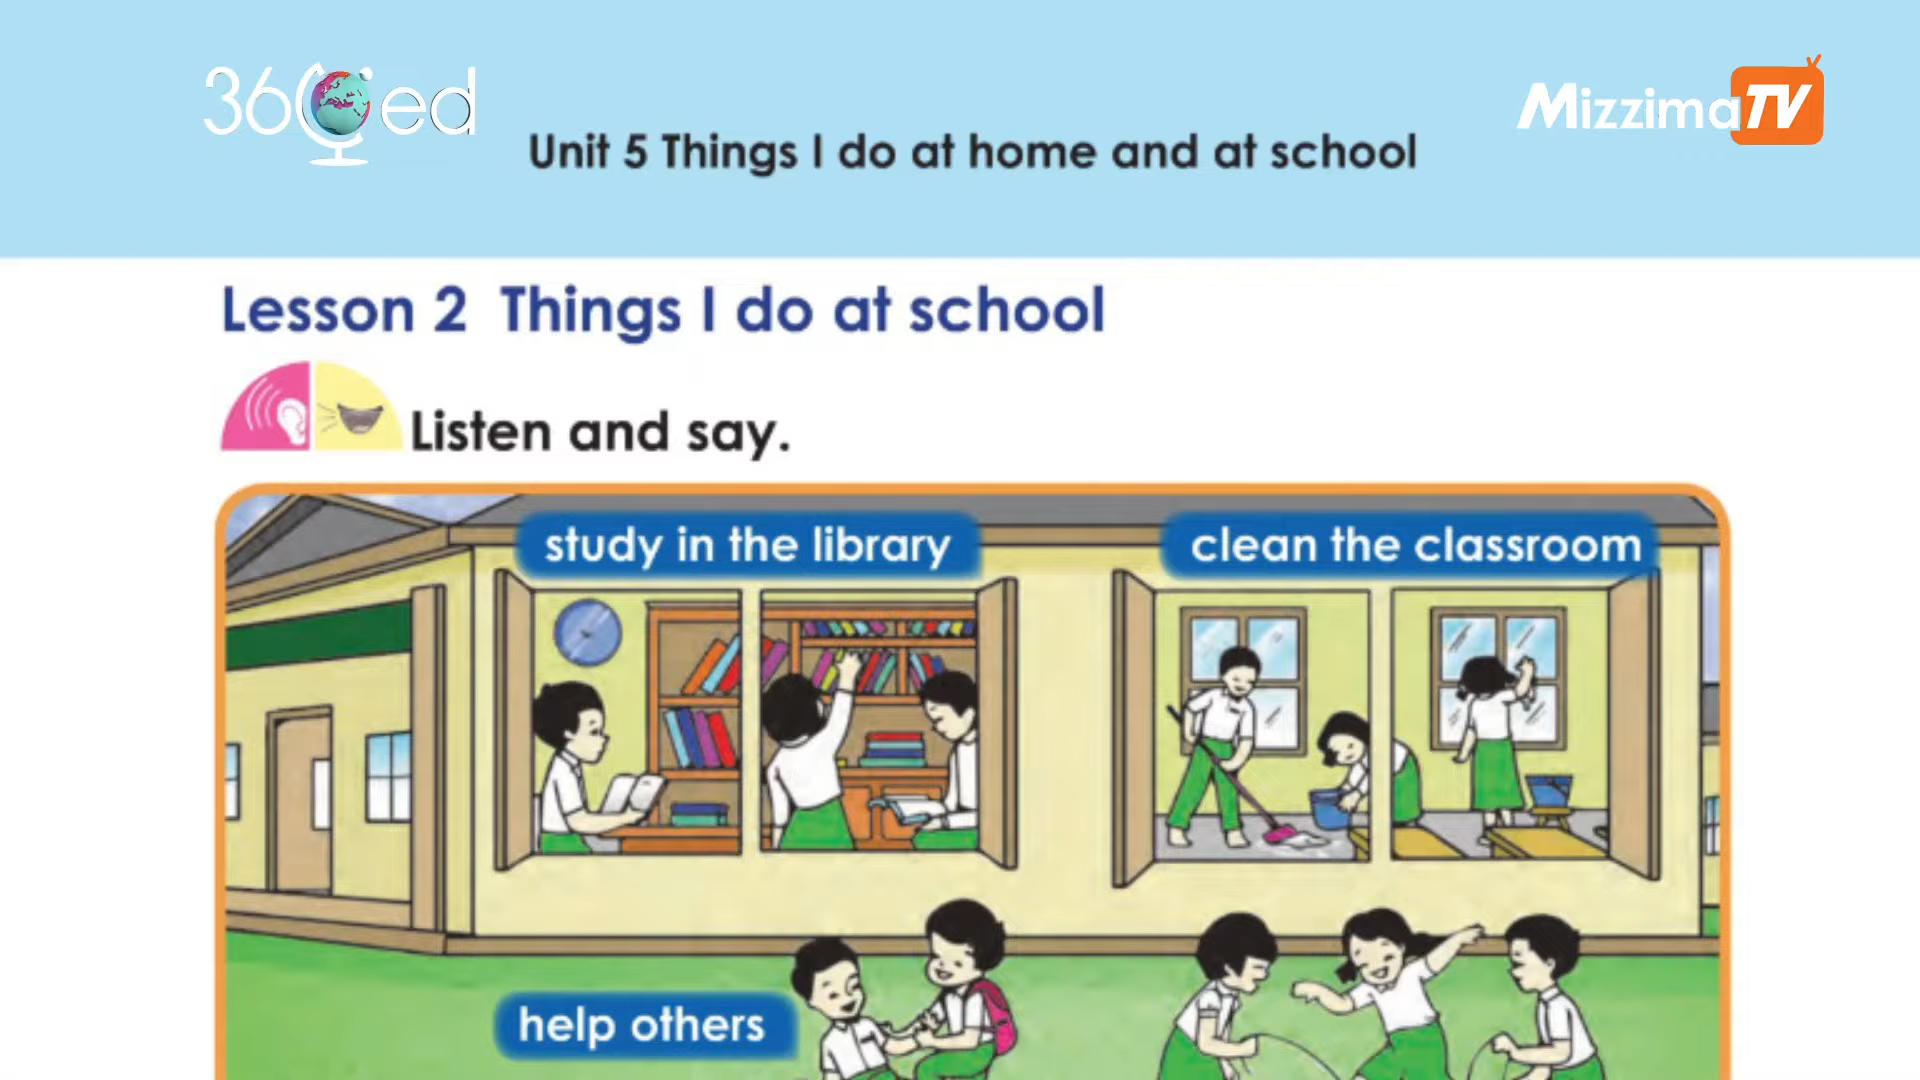 360ed
MizzimaTV
Unit 5 Things I do at home and at school
Lesson 2 Things I do at school
Listen and say.
study in the library
clean the classroom
help others